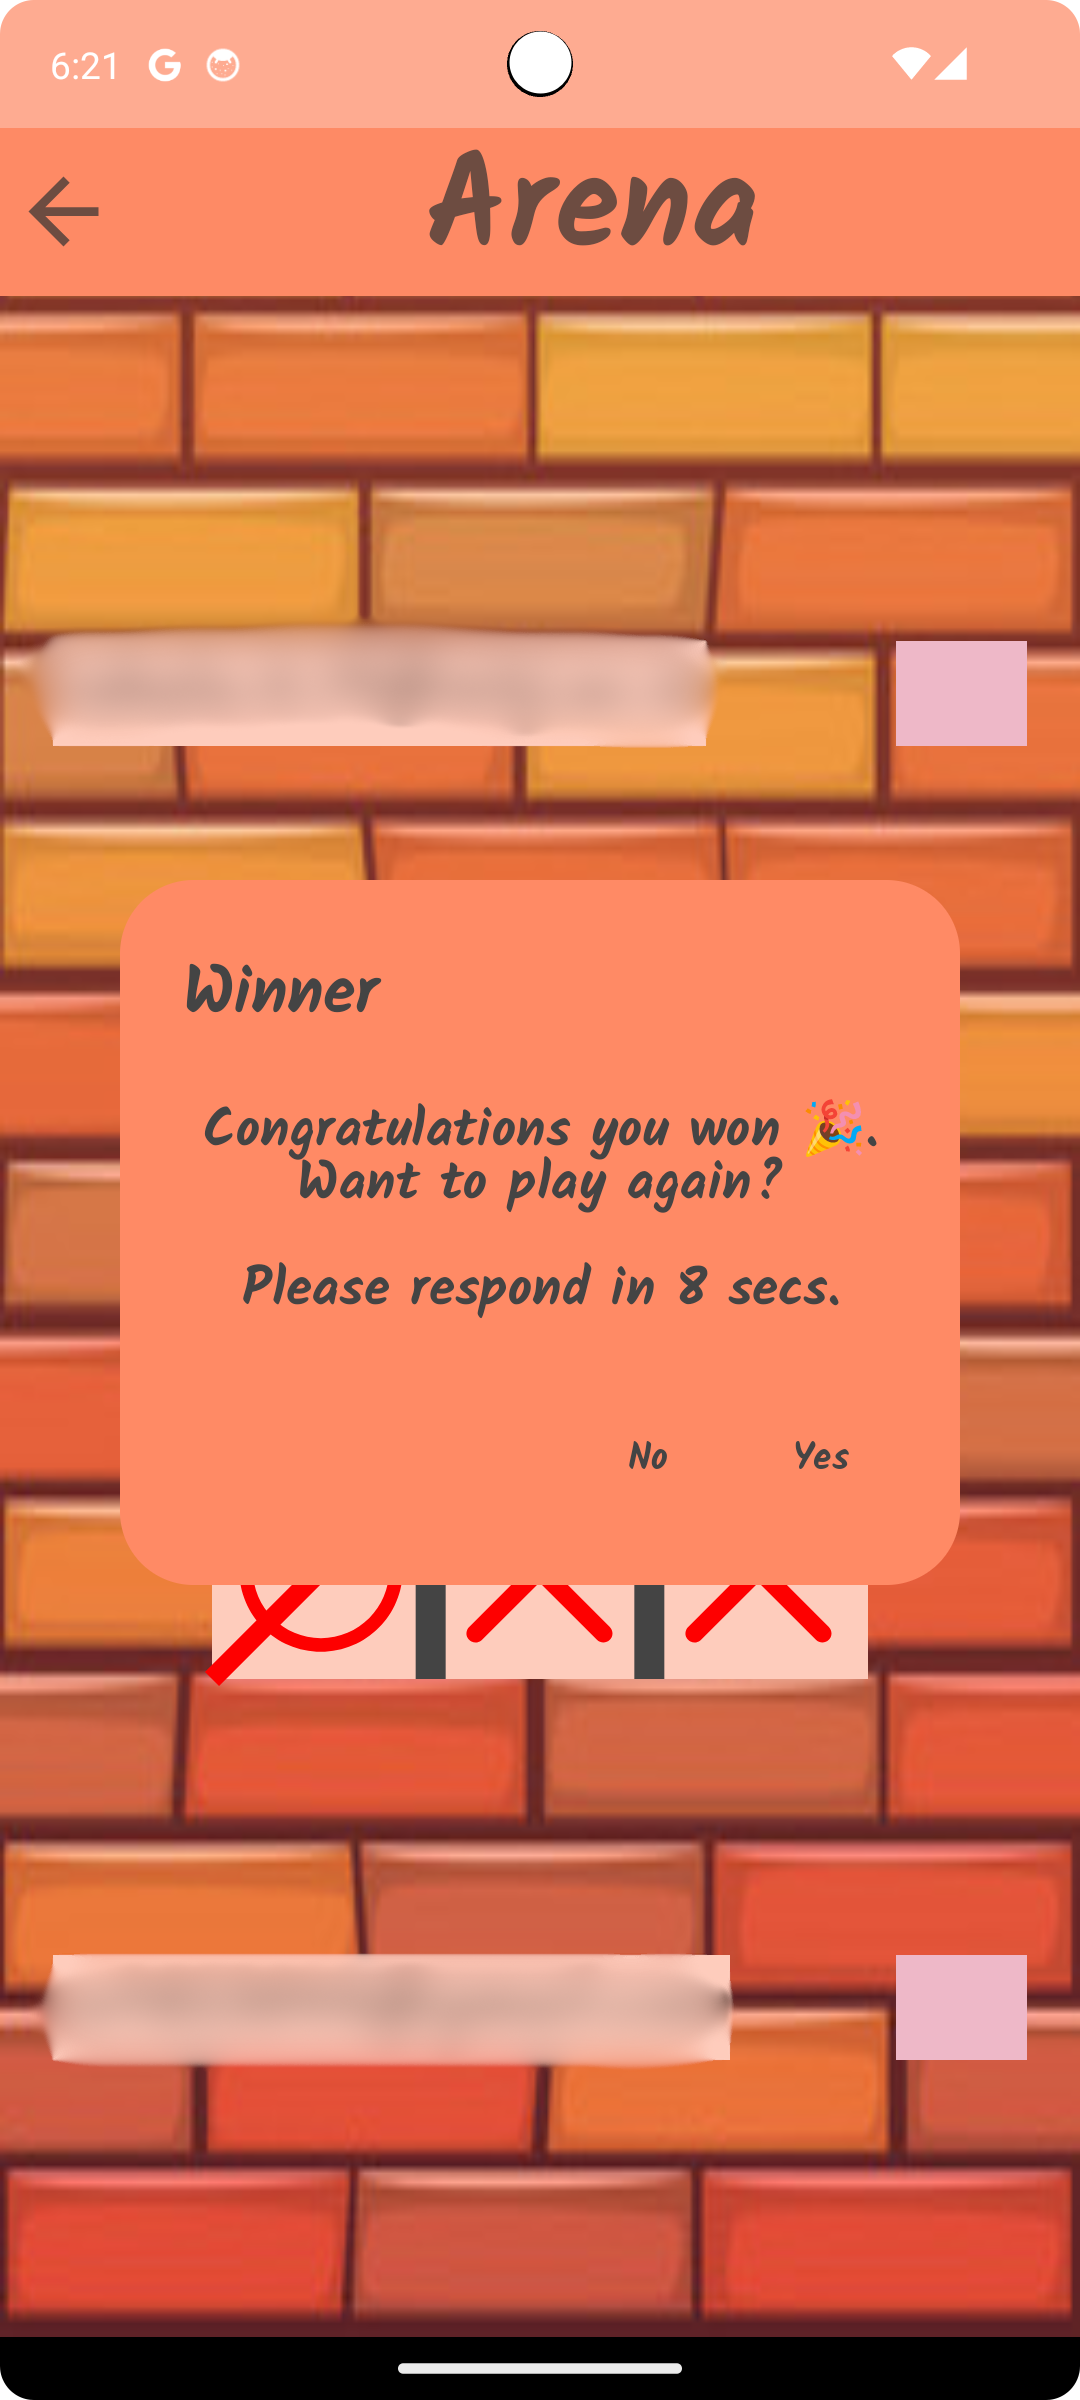 6:21
Arena
Winner
Congratulations you won 🎉.
Want to play again?
Please respond in 8 secs.
No
Yes